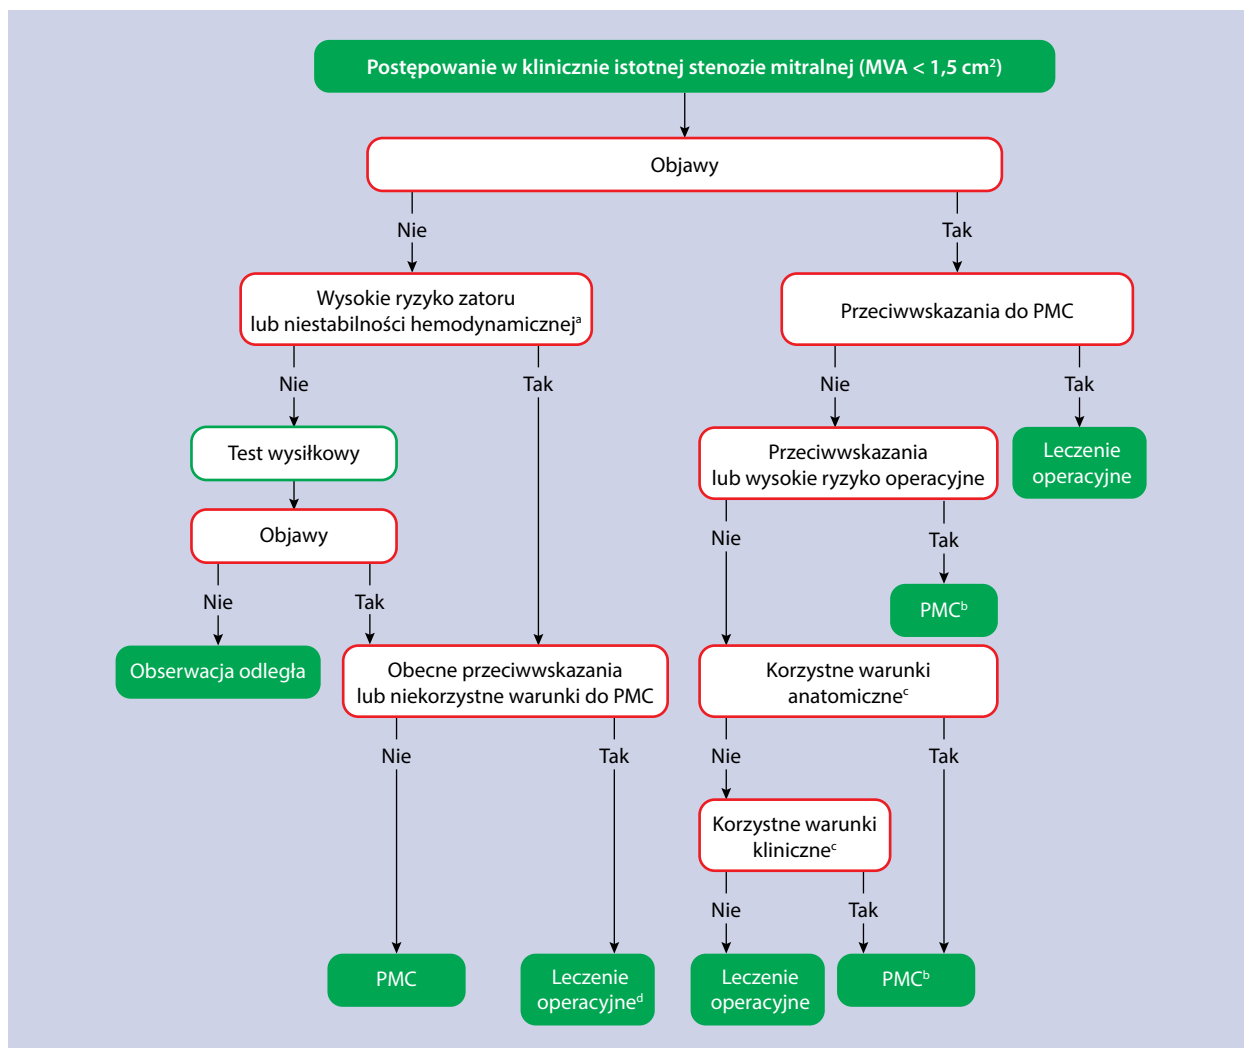 Postępowanie w klinicznie istotnej stenozie mitralnej (MVA < 1,5 cm²)
Objawy
Nie
Tak
Wysokie ryzyko zatoru
lub niestabilności hemodynamicznejᵃ
Przeciwwskazania do PMC
Nie
Tak
Nie
Tak
Test wysiłkowy
Przeciwwskazania
lub wysokie ryzyko operacyjne
Leczenie
operacyjne
Objawy
Nie
Tak
Nie
Tak
PMCᵇ
Obserwacja odległa
Obecne przeciwwskazania
lub niekorzystne warunki do PMC
Korzystne warunki
anatomiczneᶜ
Nie
Tak
Nie
Tak
Korzystne warunki
kliniczneᶜ
Nie
Tak
PMC
Leczenie
operacyjneᵈ
Leczenie
operacyjne
PMCᵇ